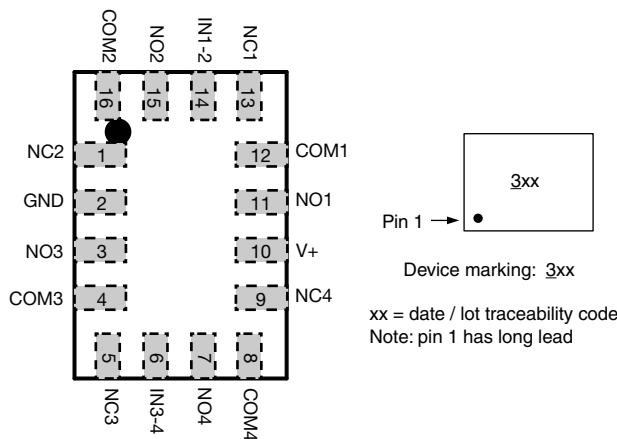 COM2 NO2 IN1-2 NC1
16 15 14 13
NC2 1 12 COM1
GND 2 11 NO1
NO3 3 10 V+
COM3 4 9 NC4
5 6 7 8
NC3 IN3-4 NO4 COM4
3xx
Pin 1
Device marking: 3xx
xx = date / lot traceability code
Note: pin 1 has long lead